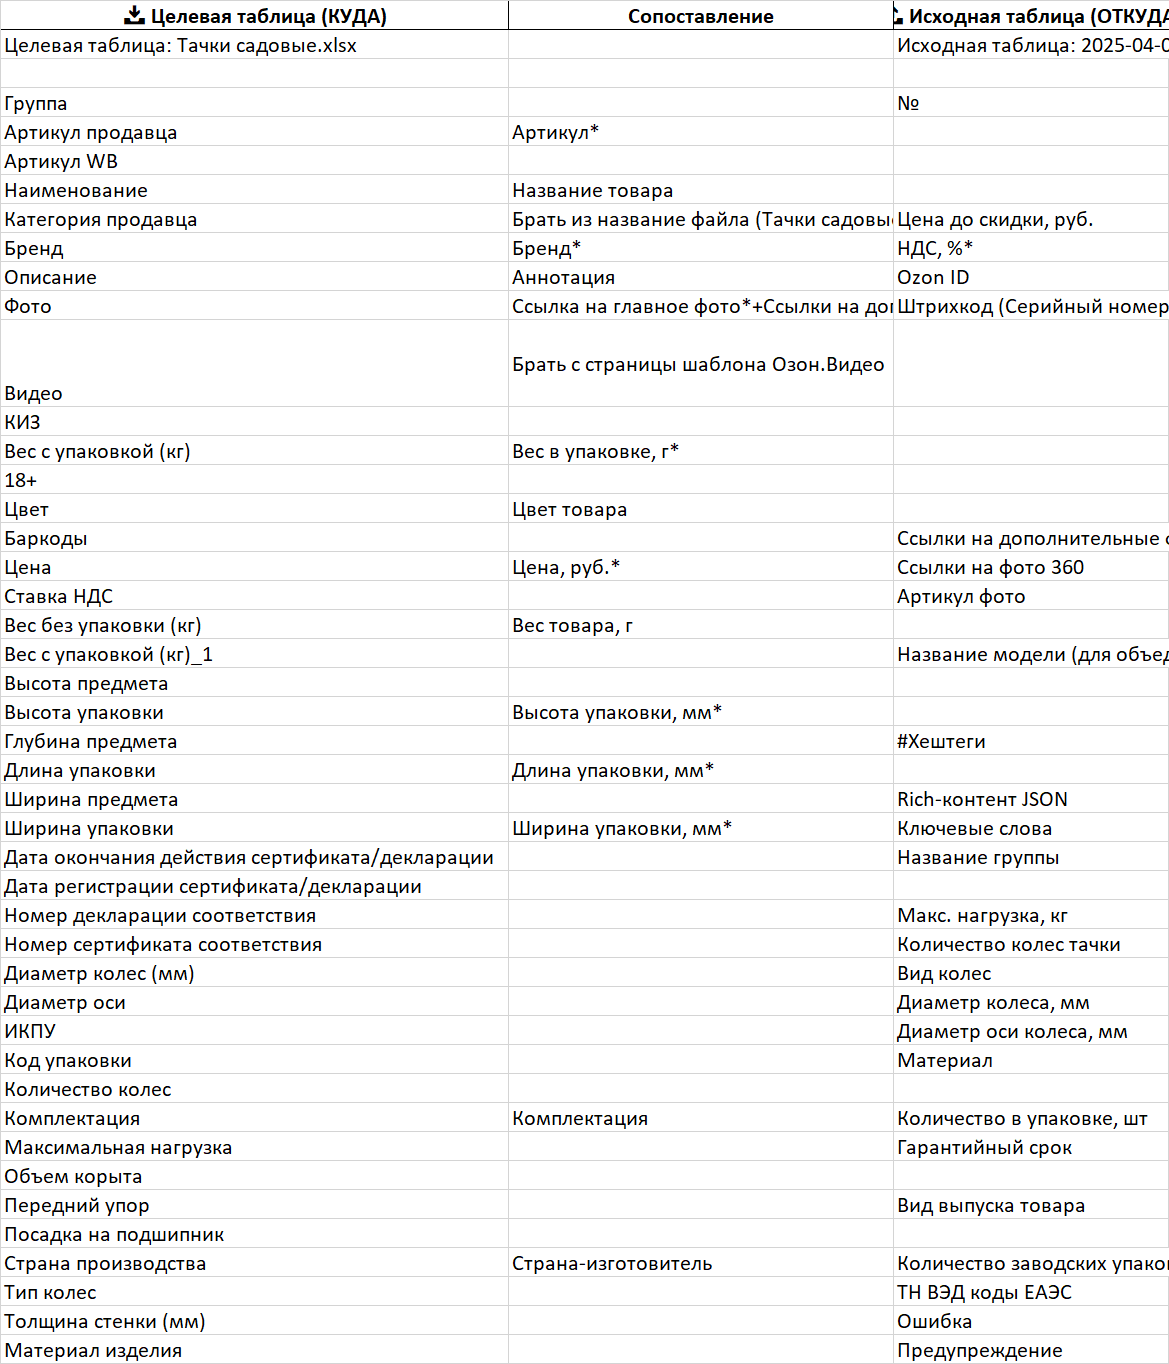 Целевая таблица (КУДА) Сопоставление Исходная таблица (ОТКУДА
Целевая таблица: Тачки садовые.xlsx Исходная таблица: 2025-04-0
Группа №
Артикул продавца Артикул*
Артикул WB
Наименование Название товара
Категория продавца Брать из название файла (Тачки садовы Цена до скидки, руб.
Бренд Бренд* НДС, %*
Описание Аннотация Ozon ID
Фото Ссылка на главное фото*+Ссылки на до Штрихкод (Серийный номер
Брать с страницы шаблона Озон.Видео
Видео
КИЗ
Вес с упаковкой (кг) Вес в упаковке, г*
18+
Цвет Цвет товара
Баркоды Ссылки на дополнительные
Цена Цена, руб.* Ссылки на фото 360
Ставка НДС Артикул фото
Вес без упаковки (кг) Вес товара, г
Вес с упаковкой (кг)_1 Название модели (для объед
Высота предмета
Высота упаковки Высота упаковки, мм*
Глубина предмета #Хештеги
Длина упаковки Длина упаковки, мм*
Ширина предмета Rich-контент JSON
Ширина упаковки Ширина упаковки, мм* Ключевые слова
Дата окончания действия сертификата/декларации Название группы
Дата регистрации сертификата/декларации
Номер декларации соответствия Макс. нагрузка, кг
Номер сертификата соответствия Количество колес тачки
Диаметр колес (мм) Вид колес
Диаметр оси Диаметр колеса, мм
ИКПУ Диаметр оси колеса, мм
Код упаковки Материал
Количество колес
Комплектация Комплектация Количество в упаковке, шт
Максимальная нагрузка Гарантийный срок
Объем корыта
Передний упор Вид выпуска товара
Посадка на подшипник
Страна производства Страна-изготовитель Количество заводских упако
Тип колес ТН ВЭД коды ЕАЭС
Толщина стенки (мм) Ошибка
Материал изделия Предупреждение